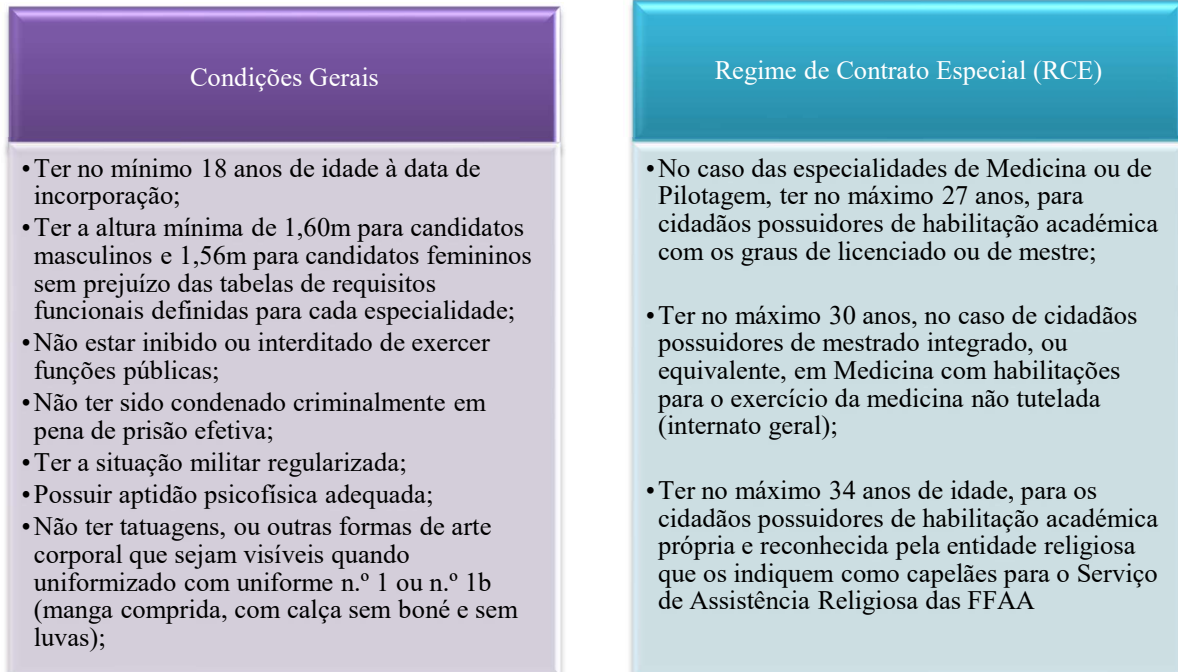 Condições Gerais
•Ter no mínimo 18 anos de idade à data de
incorporação;
•Ter a altura mínima de 1,60m para candidatos
masculinos e 1,56m para candidatos femininos
sem prejuízo das tabelas de requisitos
funcionais definidas para cada especialidade;
•Não estar inibido ou interditado de exercer
funções públicas;
•Não ter sido condenado criminalmente em
pena de prisão efetiva;
•Ter a situação militar regularizada;
•Possuir aptidão psicofísica adequada;
•Não ter tatuagens, ou outras formas de arte
corporal que sejam visíveis quando
uniformizado com uniforme n.º 1 ou n.º 1b
(manga comprida, com calça sem boné e sem
luvas);
Regime de Contrato Especial (RCE)
•No caso das especialidades de Medicina ou de
Pilotagem, ter no máximo 27 anos, para
cidadãos possuidores de habilitação académica
com os graus de licenciado ou de mestre;
•Ter no máximo 30 anos, no caso de cidadãos
possuidores de mestrado integrado, ou
equivalente, em Medicina com habilitações
para o exercício da medicina não tutelada
(internato geral);
•Ter no máximo 34 anos de idade, para os
cidadãos possuidores de habilitação académica
própria e reconhecida pela entidade religiosa
que os indiquem como capelães para o Serviço
de Assistência Religiosa das FFAA